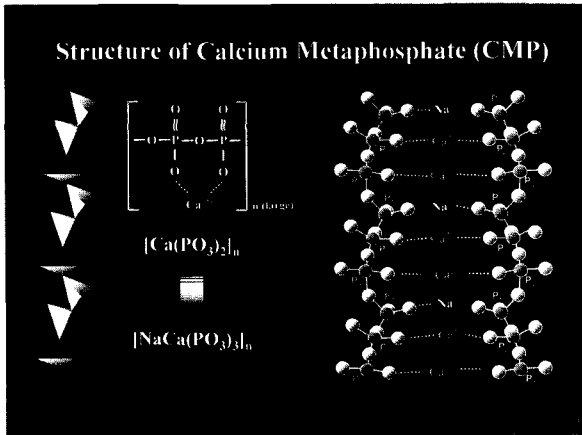 Structure of Calcium Metaphosphate (CMP)
O O
—O—P—O—P—
O O
Ca
n (large)
[Ca(PO₃)₂]ₙ
[NaCa(PO₃)₃]ₙ
P Na P
P Ca P
P Ca P
P Na P
P Ca P
P Ca P
P Na P
P Ca P
P Ca P